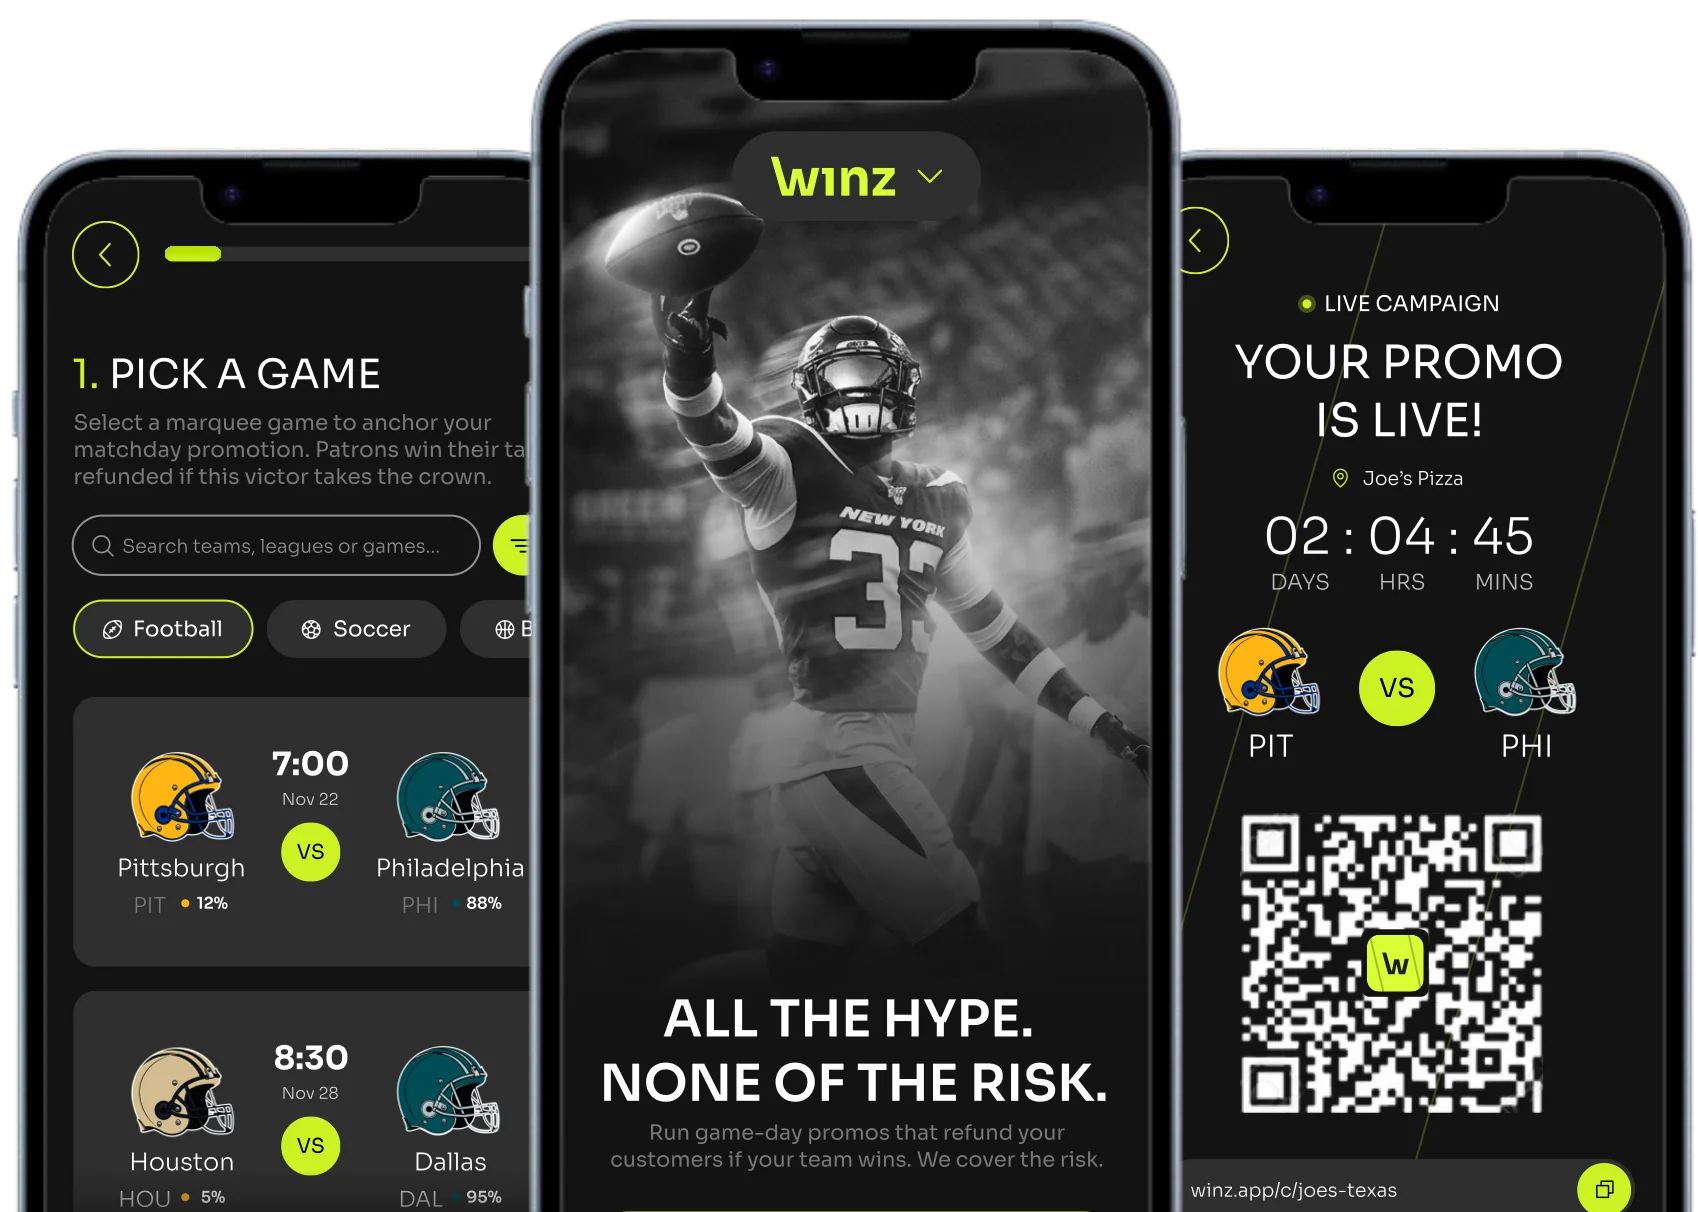 1. PICK A GAME
Select a marquee game to anchor your
matchday promotion. Patrons win their
refunded if this victor takes the crown.
Search teams, leagues or games...
Football
Soccer
B
7:00
Nov 22
VS
Pittsburgh
Philadelphia
PIT 12%
PHI 88%
8:30
Nov 28
VS
Houston
Dallas
HOU 5%
DAL 95%
winz
NEW YORK
33
ALL THE HYPE.
NONE OF THE RISK.
Run game-day promos that refund your
customers if your team wins. We cover the risk.
LIVE CAMPAIGN
YOUR PROMO
IS LIVE!
Joe's Pizza
02 : 04 : 45
DAYS HRS MINS
VS
PIT
PHI
w
winz.app/c/joes-texas